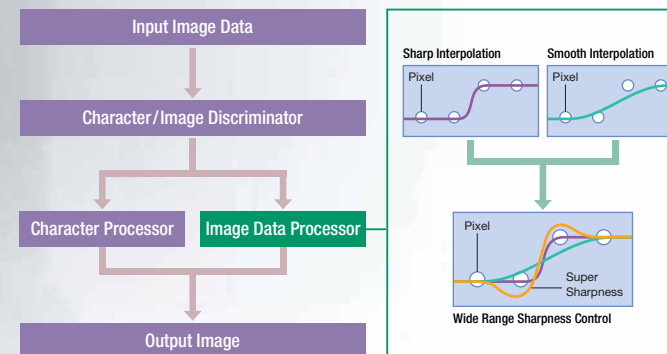 Input Image Data
Character/Image Discriminator
Character Processor
Image Data Processor
Output Image
Sharp Interpolation
Smooth Interpolation
Pixel
Pixel
Pixel
Super
Sharpness
Wide Range Sharpness Control